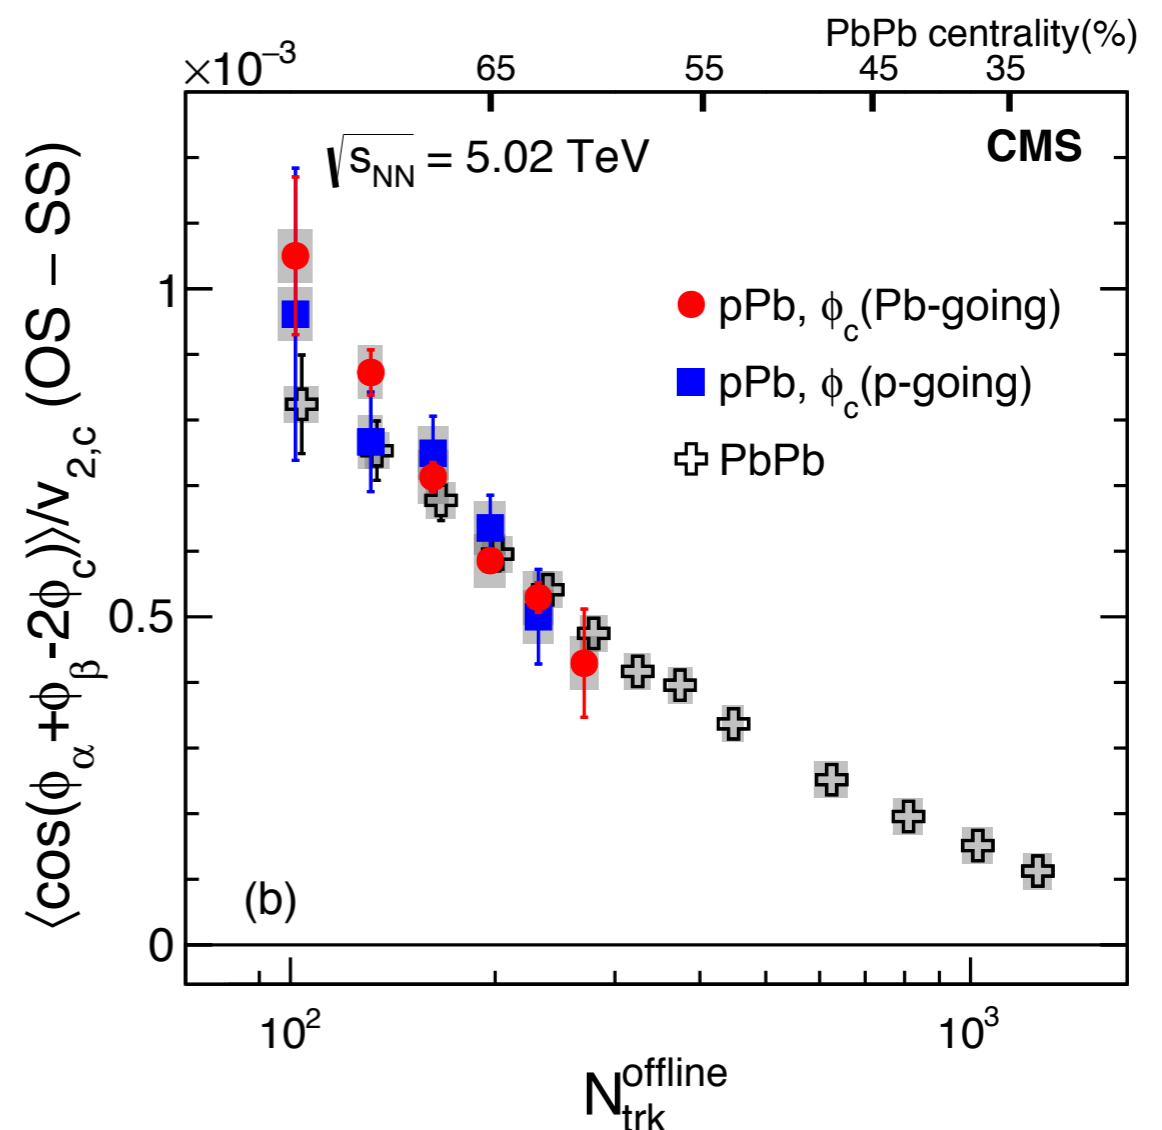 PbPb centrality(%)
×10⁻³
65 55 45 35
√sNN = 5.02 TeV
CMS
⟨cos(ϕα+ϕβ-2ϕc)⟩/v2,c (OS – SS)
1
0.5
0
pPb, ϕc(Pb-going)
pPb, ϕc(p-going)
PbPb
(b)
10² 10³
Ntrk^offline